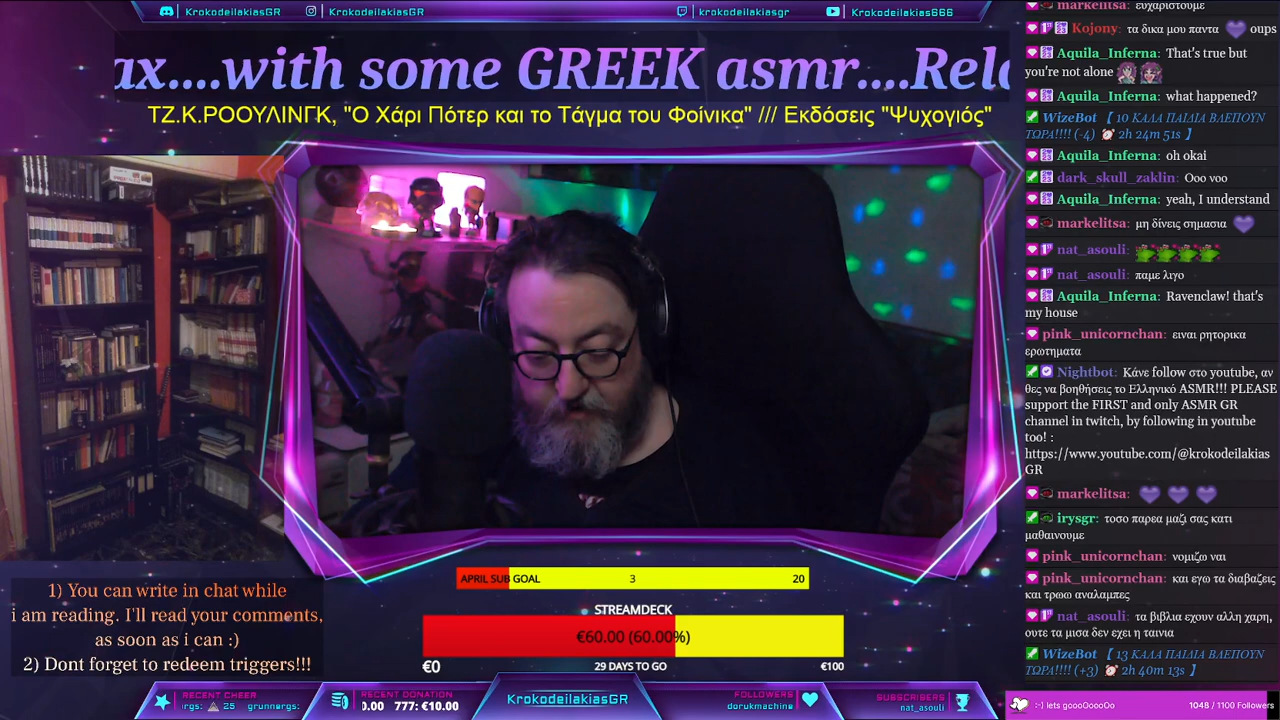 KrokodeilakiasGR
KrokodeilakiasGR
krokodeilakiasgr
Krokodeilakias666
ax....with some GREEK asmr....Rela
ΤΖ.Κ.ΡΟΟΥΛΙΝΓΚ, "Ο Χάρι Πότερ και το Τάγμα του Φοίνικα" /// Εκδόσεις "Ψυχογιός"
1) You can write in chat while
i am reading. I'll read your comments,
as soon as i can :)
2) Dont forget to redeem triggers!!!
APRIL SUB GOAL 3 20
STREAMDECK
€60.00 (60.00%)
€0 29 DAYS TO GO €100
RECENT CHEER
irgs: 25 grunnergs:
RECENT DONATION
0.00 777: €10.00
KrokodeilakiasGR
FOLLOWERS
dorukmachine
SUBSCRIBERS
nat_asouli
markelitsa: ευχαριστουμε
Kojony: τα δικα μου παντα oups
Aquila_Inferna: That's true but
you're not alone
Aquila_Inferna: what happened?
WizeBot 【 10 ΚΑΛΑ ΠΑΙΔΙΑ ΒΛΕΠΟΥΝ
ΤΩΡΑ!!!! (-4) 2h 24m 51s 】
Aquila_Inferna: oh okai
dark_skull_zaklin: Οοο νοο
Aquila_Inferna: yeah, I understand
markelitsa: μη δινεις σημασια
nat_asouli:
nat_asouli: παμε λιγο
Aquila_Inferna: Ravenclaw! that's
my house
pink_unicornchan: ειναι ρητορικα
ερωτηματα
Nightbot: Κάνε follow στο youtube, αν
θες να βοηθήσεις το Ελληνικό ASMR!!! PLEASE
support the FIRST and only ASMR GR
channel in twitch, by following in youtube
too! :
https://www.youtube.com/@krokodeilakias
GR
markelitsa:
irysgr: τοσο παρεα μαζι σας κατι
μαθαινουμε
pink_unicornchan: νομιζω ναι
pink_unicornchan: και εγω τα διαβαζεις
και τρωω αναλαμπες
nat_asouli: τα βιβλια εχουν αλλη χαρη,
ουτε τα μισα δεν εχει η ταινια
WizeBot 【 13 ΚΑΛΑ ΠΑΙΔΙΑ ΒΛΕΠΟΥΝ
ΤΩΡΑ!!!! (+3) 2h 40m 13s 】
:-) lets goooOoooOo 1048 / 1100 Followers